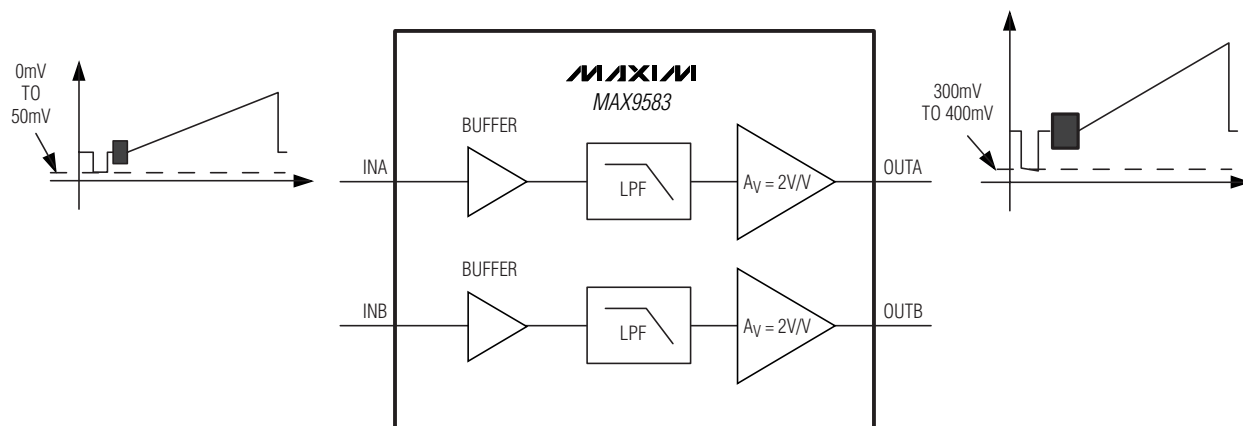 0mV
TO
50mV
MAXIM
MAX9583
300mV
TO 400mV
BUFFER
INA
LPF
AV = 2V/V
OUTA
BUFFER
INB
LPF
AV = 2V/V
OUTB